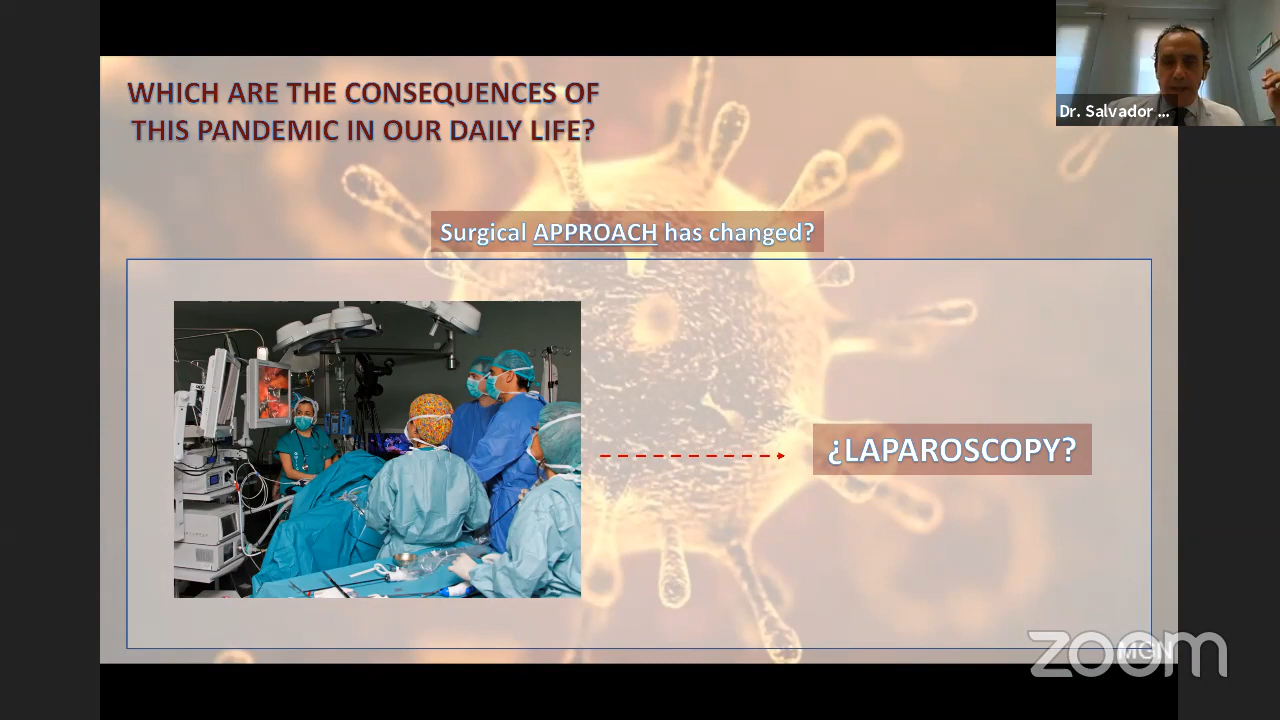 WHICH ARE THE CONSEQUENCES OF
THIS PANDEMIC IN OUR DAILY LIFE?
Dr. Salvador ...
Surgical APPROACH has changed?
¿LAPAROSCOPY?
MGN
zoom